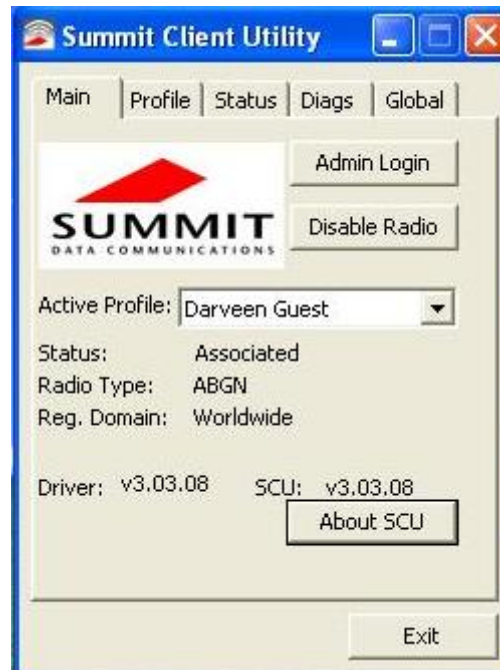 Summit Client Utility
Main Profile Status Diags Global
SUMMIT
DATA COMMUNICATIONS
Admin Login
Disable Radio
Active Profile: Darveen Guest
Status: Associated
Radio Type: ABGN
Reg. Domain: Worldwide
Driver: v3.03.08 SCU: v3.03.08
About SCU
Exit